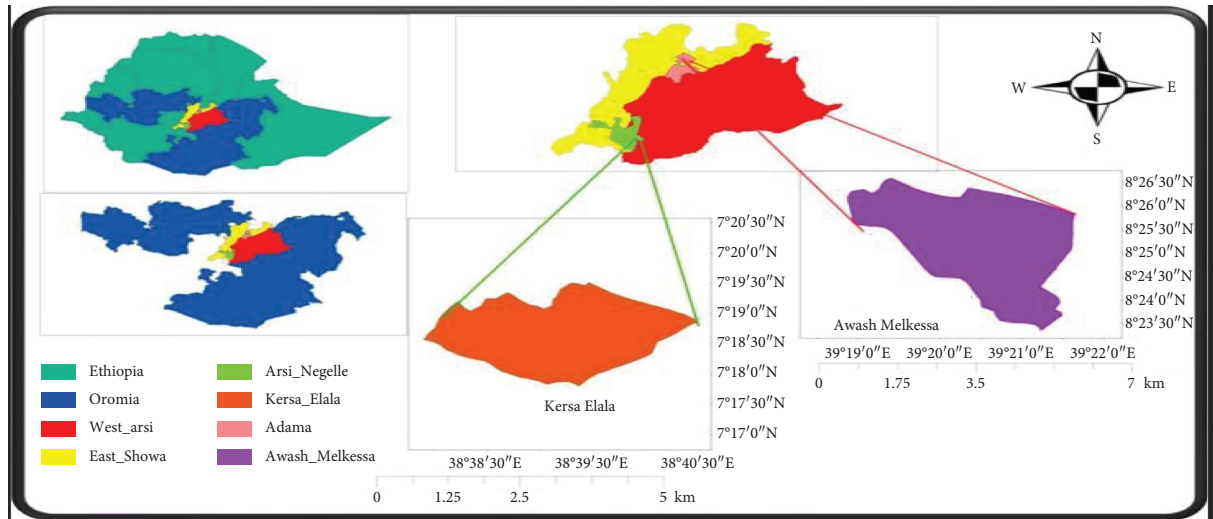 N
W
E
S
8°26′30″N
8°26′0″N
8°25′30″N
8°25′0″N
8°24′30″N
8°24′0″N
8°23′30″N
Awash Melkessa
39°19′0″E 39°20′0″E 39°21′0″E 39°22′0″E
0 1.75 3.5 7 km
7°20′30″N
7°20′0″N
7°19′30″N
7°19′0″N
7°18′30″N
7°18′0″N
7°17′30″N
7°17′0″N
Kersa Elala
38°38′30″E 38°39′30″E 38°40′30″E
0 1.25 2.5 5 km
Ethiopia
Oromia
West_arsi
East_Showa
Arsi_Negelle
Kersa_Elala
Adama
Awash_Melkessa